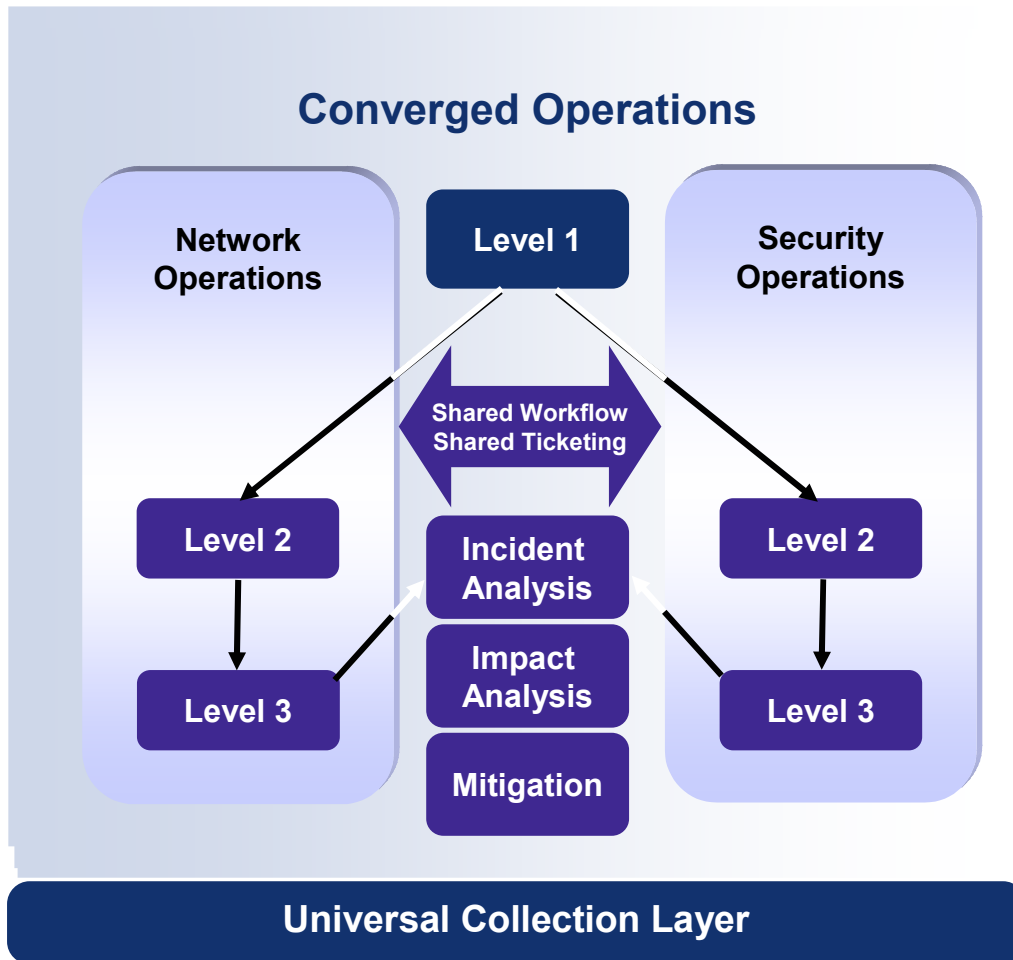 Converged Operations
Network
Operations
Level 1
Security
Operations
Shared Workflow
Shared Ticketing
Level 2
Incident
Analysis
Level 2
Level 3
Impact
Analysis
Level 3
Mitigation
Universal Collection Layer